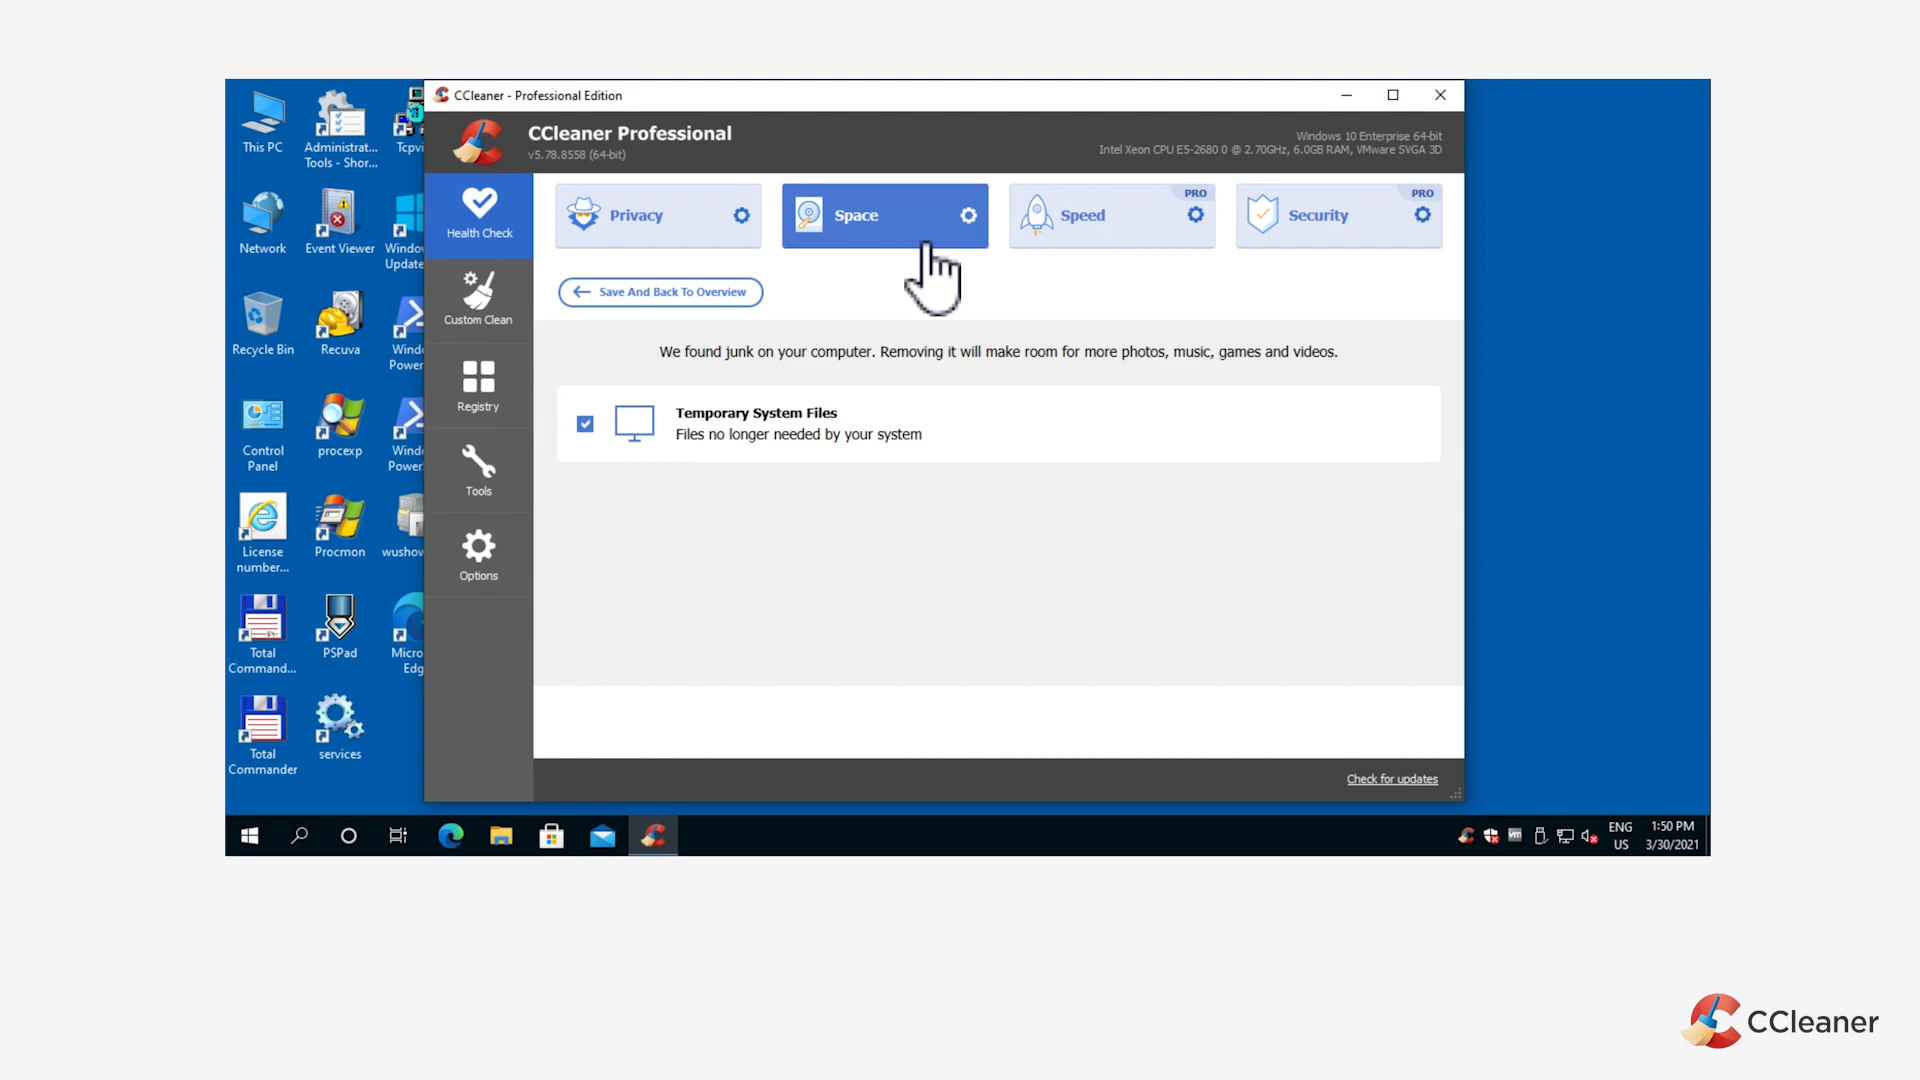 This PC
Administrat...
Tools - Shor...
Tcpvi
Network
Event Viewer
Windov
Update
Recycle Bin
Recuva
Windo
Power
Control
Panel
procexp
Windo
Power
License
number...
Procmon
wushov
Total
Command...
PSPad
Micro
Edg
Total
Commander
services
CCleaner - Professional Edition
CCleaner Professional
v5.78.8558 (64-bit)
Windows 10 Enterprise 64-bit
Intel Xeon CPU E5-2680 0 @ 2.70GHz, 6.0GB RAM, VMware SVGA 3D
Health Check
Custom Clean
Registry
Tools
Options
Privacy
Space
Speed
PRO
Security
PRO
Save And Back To Overview
We found junk on your computer. Removing it will make room for more photos, music, games and videos.
Temporary System Files
Files no longer needed by your system
Check for updates
vm
ENG
US
1:50 PM
3/30/2021
CCleaner